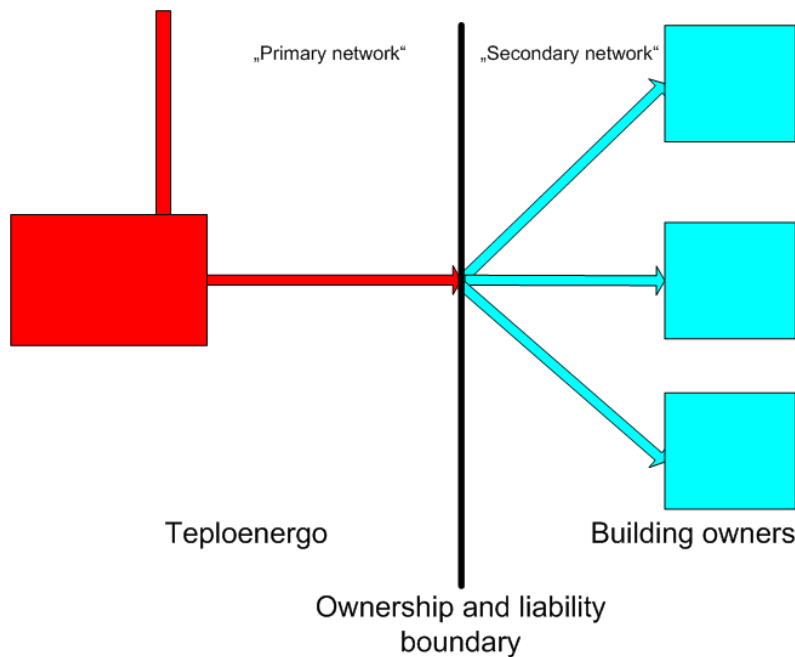 „Primary network“
„Secondary network“
Teploenergo
Building owners
Ownership and liability
boundary